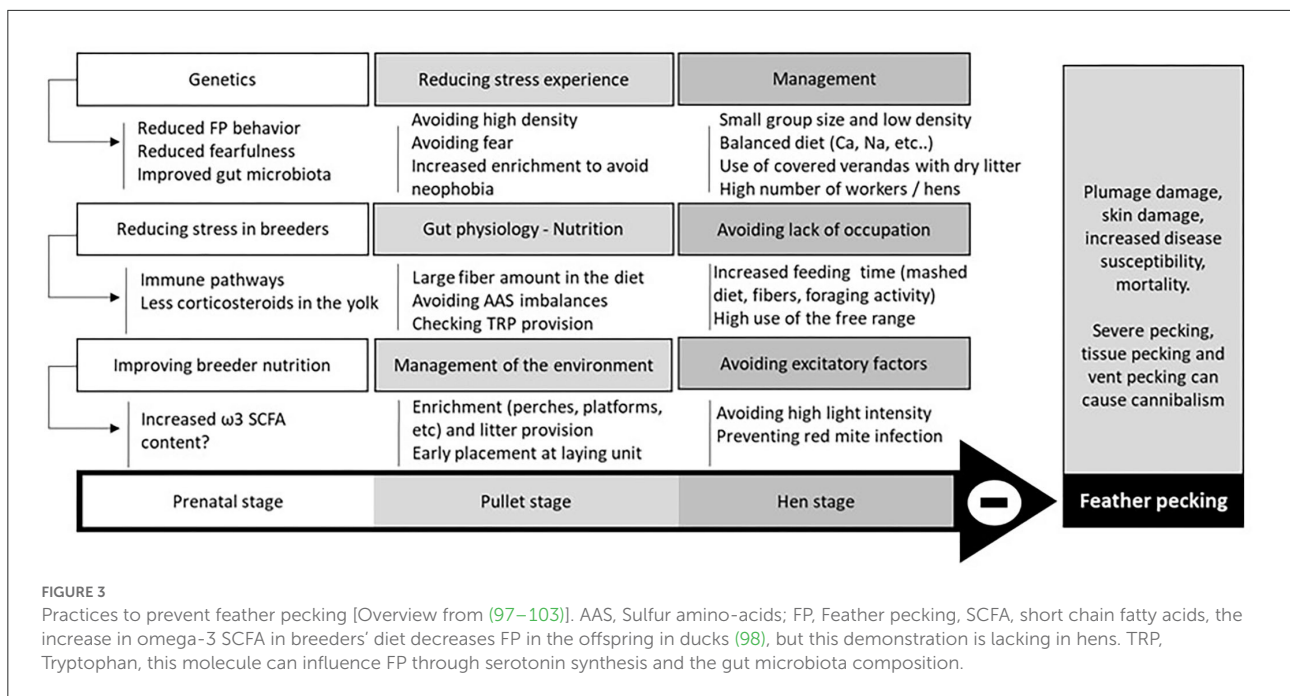 Genetics
Reducing stress experience
Management
Reduced FP behavior
Reduced fearfulness
Improved gut microbiota
Avoiding high density
Avoiding fear
Increased enrichment to avoid
neophobia
Small group size and low density
Balanced diet (Ca, Na, etc..)
Use of covered verandas with dry litter
High number of workers / hens
Reducing stress in breeders
Gut physiology - Nutrition
Avoiding lack of occupation
Immune pathways
Less corticosteroids in the yolk
Large fiber amount in the diet
Avoiding AAS imbalances
Checking TRP provision
Increased feeding time (mashed
diet, fibers, foraging activity)
High use of the free range
Improving breeder nutrition
Management of the environment
Avoiding excitatory factors
Increased ω3 SCFA
content?
Enrichment (perches, platforms,
etc) and litter provision
Early placement at laying unit
Avoiding high light intensity
Preventing red mite infection
Prenatal stage
Pullet stage
Hen stage
Plumage damage,
skin damage,
increased disease
susceptibility,
mortality.
Severe pecking,
tissue pecking and
vent pecking can
cause cannibalism
Feather pecking
FIGURE 3
Practices to prevent feather pecking [Overview from (97–103)]. AAS, Sulfur amino-acids; FP, Feather pecking, SCFA, short chain fatty acids, the
increase in omega-3 SCFA in breeders' diet decreases FP in the offspring in ducks (98), but this demonstration is lacking in hens. TRP,
Tryptophan, this molecule can influence FP through serotonin synthesis and the gut microbiota composition.